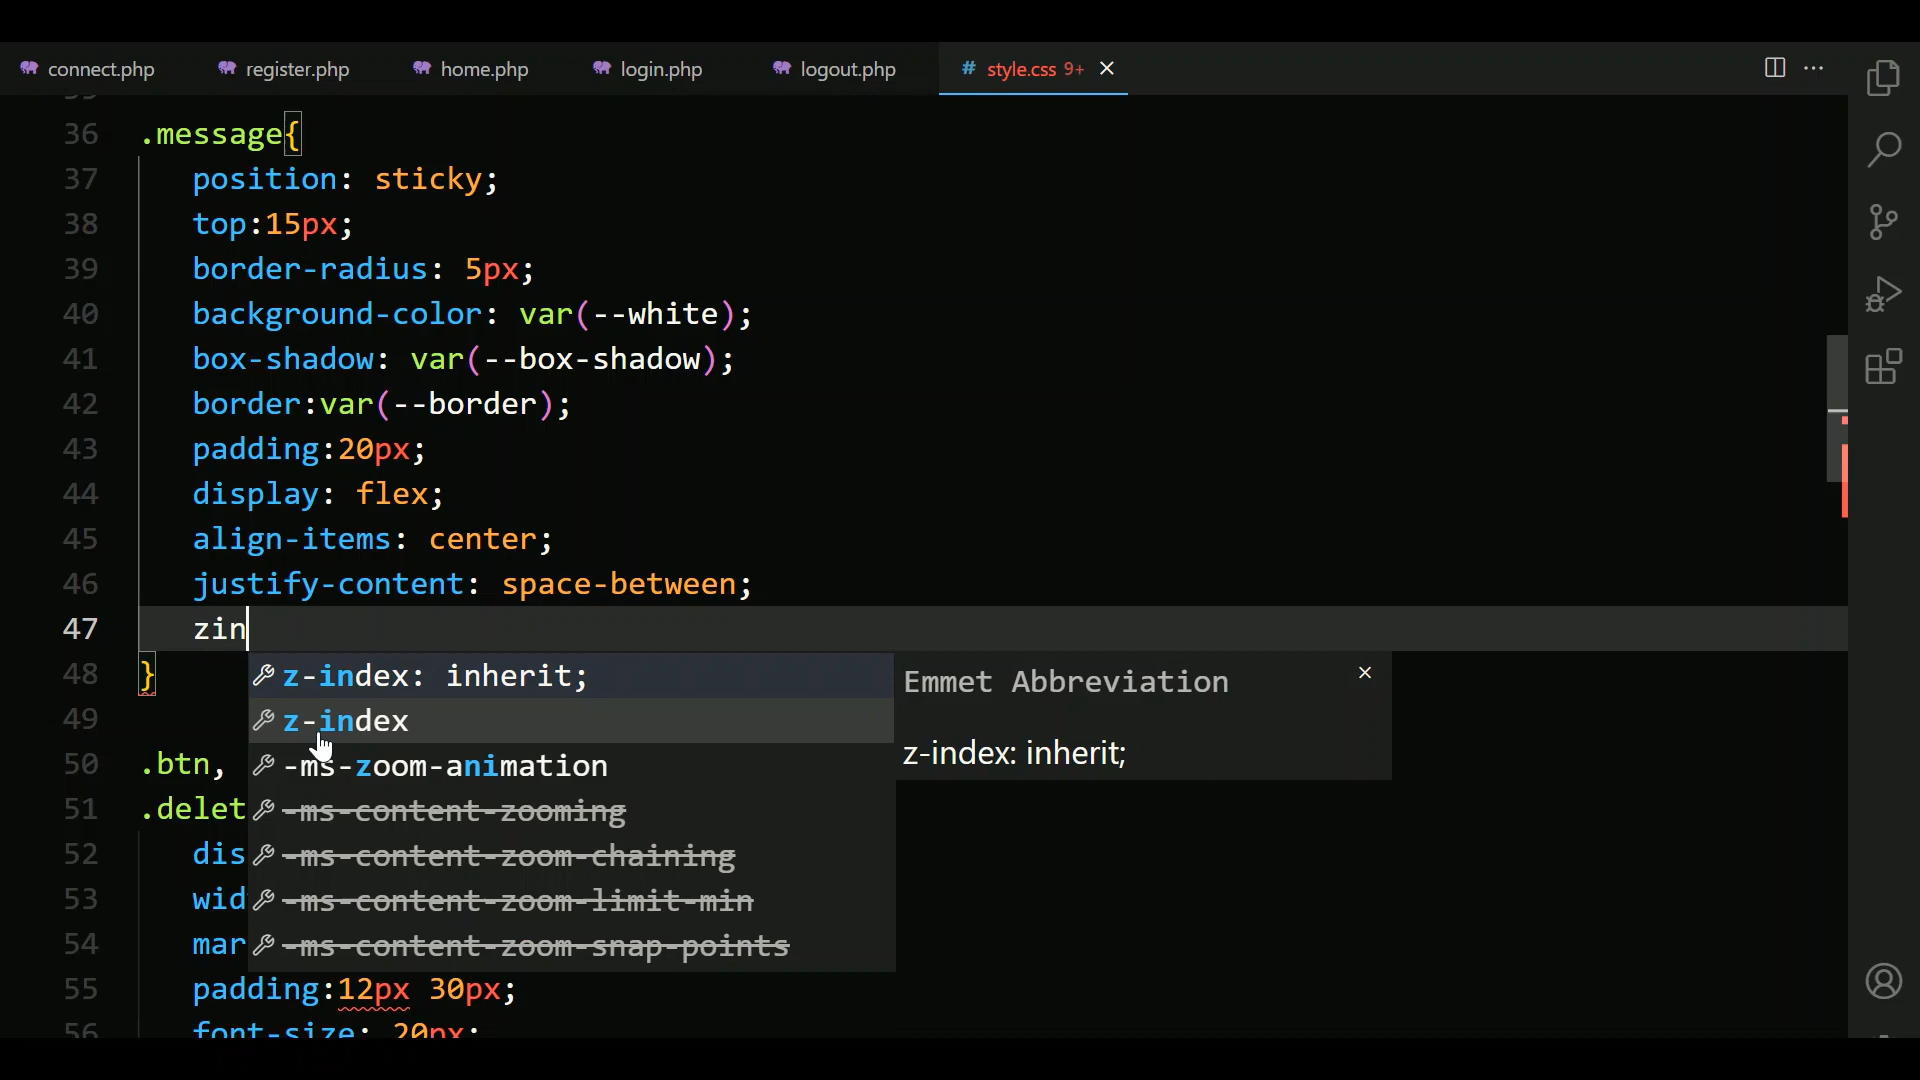 connect.php register.php home.php login.php logout.php # style.css 9+
36 .message{
37 position: sticky;
38 top:15px;
39 border-radius: 5px;
40 background-color: var(--white);
41 box-shadow: var(--box-shadow);
42 border:var(--border);
43 padding:20px;
44 display: flex;
45 align-items: center;
46 justify-content: space-between;
47 zin
48 }
z-index: inherit;
Emmet Abbreviation
49
z-index
z-index: inherit;
50 .btn,
-ms-zoom-animation
51 .delet
-ms-content-zooming
52 dis
-ms-content-zoom-chaining
53 wid
-ms-content-zoom-limit-min
54 mar
-ms-content-zoom-snap-points
55 padding:12px 30px;
56 font-size: 20px;